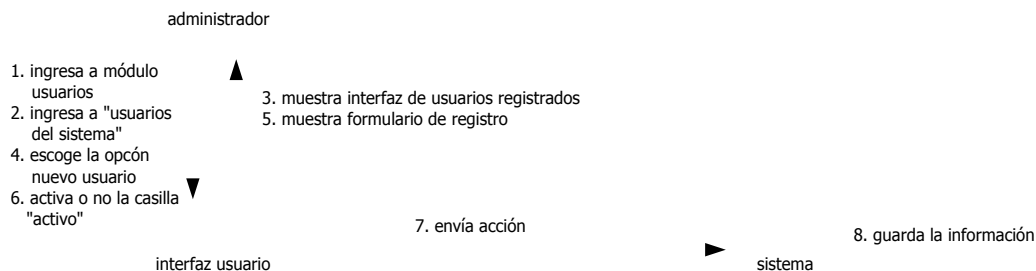 administrador
1. ingresa a módulo
usuarios
2. ingresa a "usuarios
del sistema"
4. escoge la opcón
nuevo usuario
6. activa o no la casilla
"activo"
3. muestra interfaz de usuarios registrados
5. muestra formulario de registro
7. envía acción
8. guarda la información
interfaz usuario
sistema